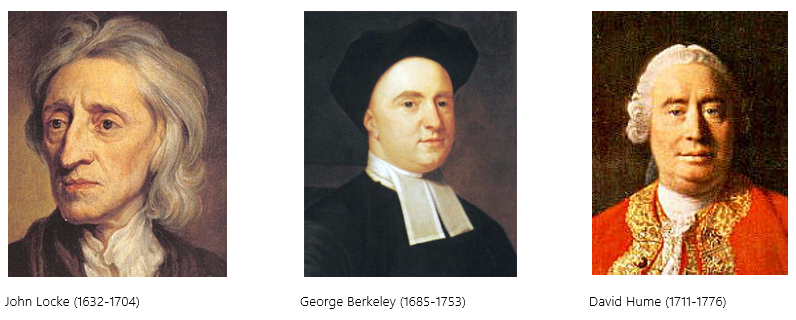 John Locke (1632-1704)
George Berkeley (1685-1753)
David Hume (1711-1776)